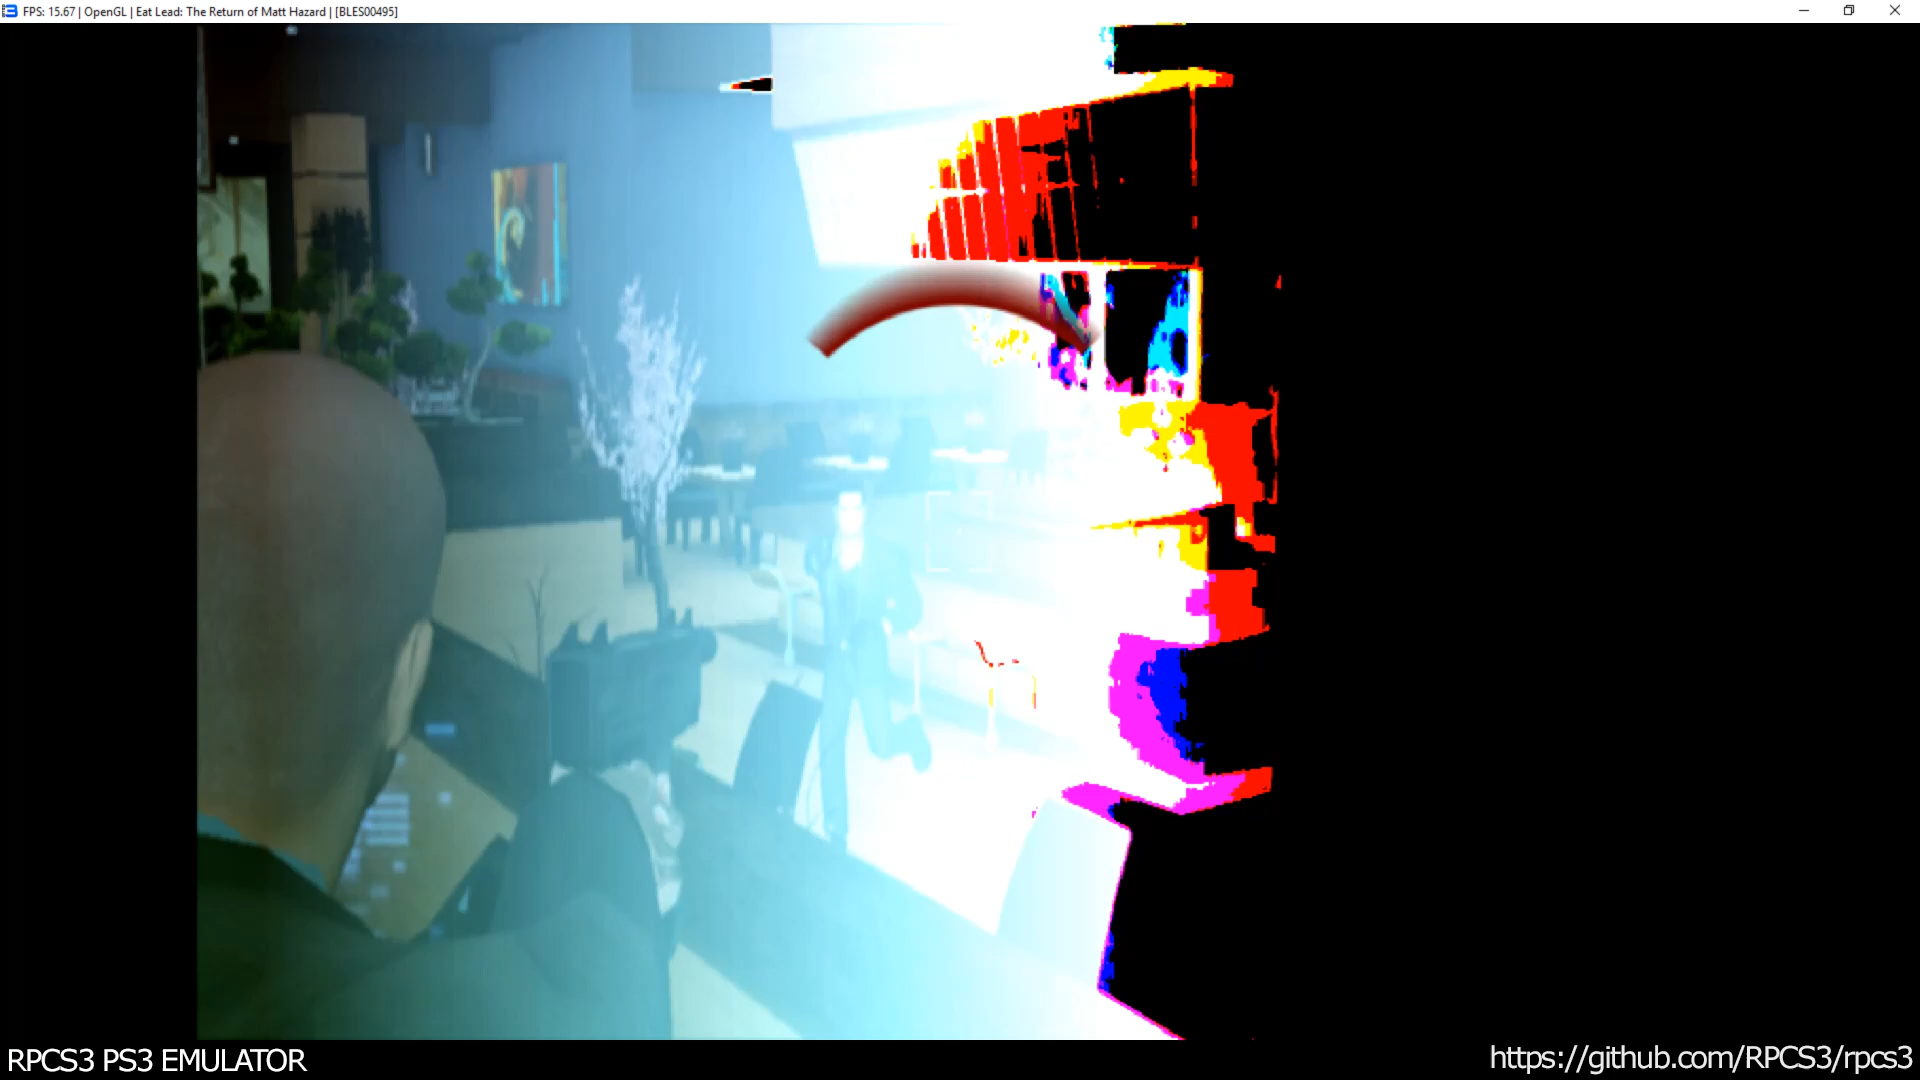 FPS: 15.67 | OpenGL | Eat Lead: The Return of Matt Hazard | [BLES00495]
RPCS3 PS3 EMULATOR
https://github.com/RPCS3/rpcs3